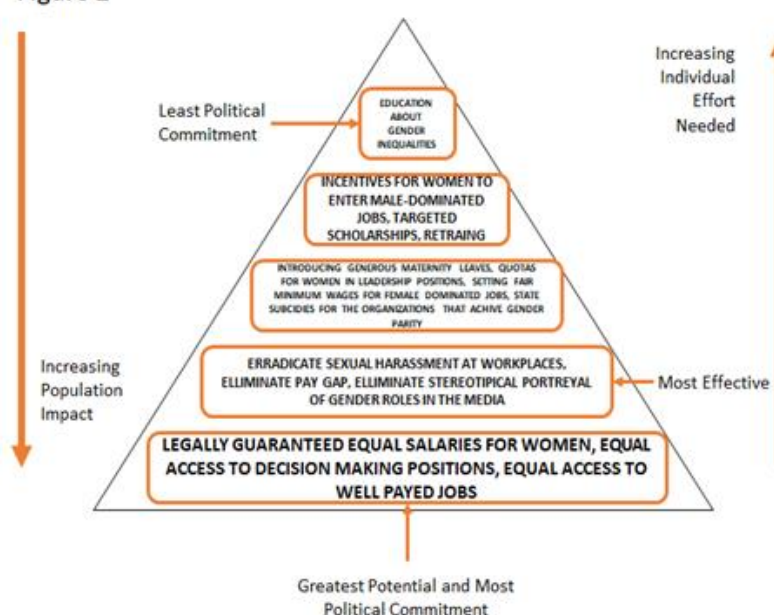 Figure 2
Increasing
Individual
Effort
Needed
Least Political
Commitment
EDUCATION
ABOUT
GENDER
INEQUALITIES
INCENTIVES FOR WOMEN TO
ENTER MALE-DOMINATED
JOBS, TARGETED
SCHOLARSHIPS, RETRAING
INTRODUCING GENEROUS MATERNITY LEAVES, QUOTAS
FOR WOMEN IN LEADERSHIP POSITIONS, SETTING FAIR
MINIMUM WAGES FOR FEMALE DOMINATED JOBS, STATE
SUBCIDIES FOR THE ORGANIZATIONS THAT ACHIVE GENDER
PARITY
Increasing
Population
Impact
ERRADICATE SEXUAL HARASSMENT AT WORKPLACES,
ELLIMINATE PAY GAP, ELLIMINATE STEREOTIPICAL PORTREYAL
OF GENDER ROLES IN THE MEDIA
Most Effective
LEGALLY GUARANTEED EQUAL SALARIES FOR WOMEN, EQUAL
ACCESS TO DECISION MAKING POSITIONS, EQUAL ACCESS TO
WELL PAYED JOBS
Greatest Potential and Most
Political Commitment